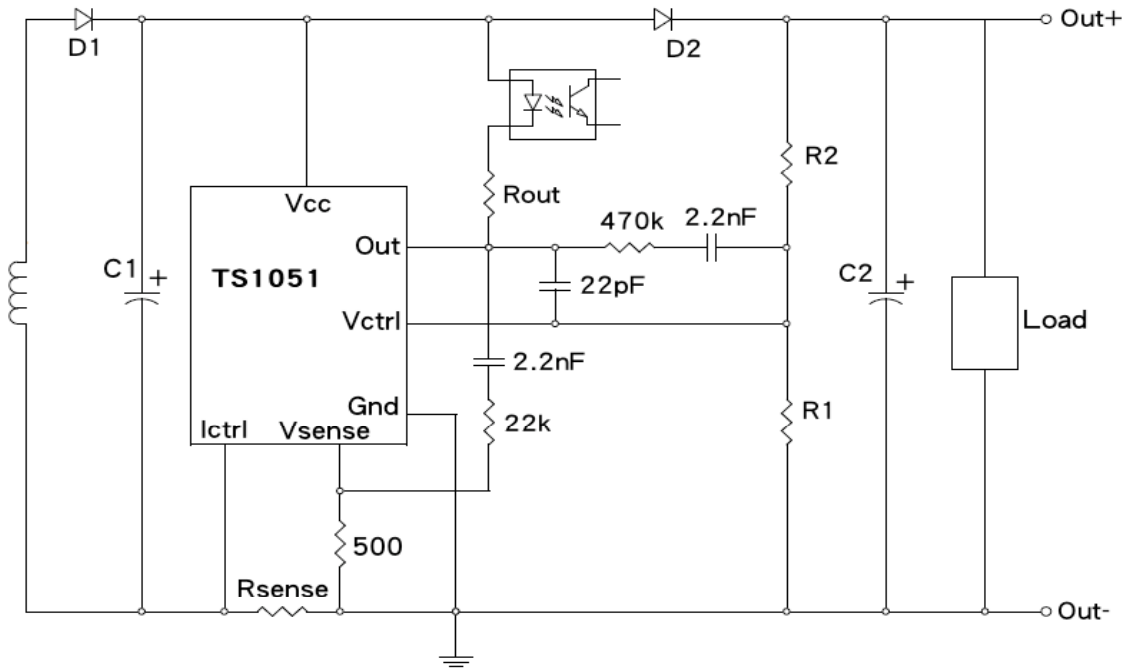 Out+
D1
D2
R2
Rout
Vcc
470k
2.2nF
Out
C1
+
TS1051
22pF
C2
+
Vctrl
Load
2.2nF
Gnd
R1
Ictrl
Vsense
22k
500
Rsense
Out-